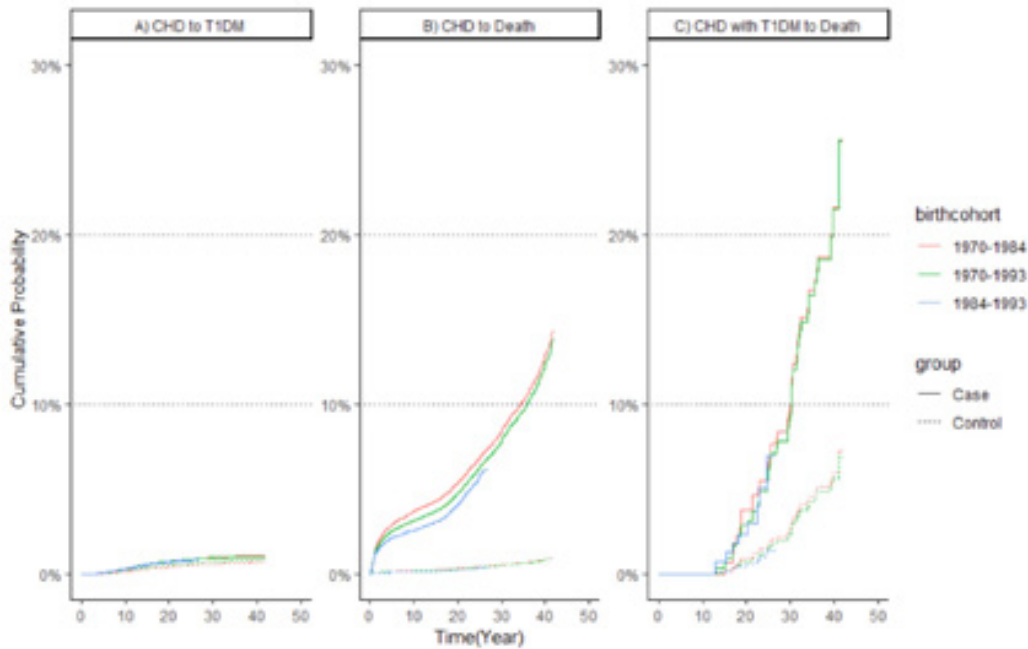 A) CHD to T1DM
B) CHD to Death
C) CHD with T1DM to Death
30%
20%
10%
0%
30%
20%
10%
0%
30%
20%
10%
0%
Cumulative Probability
0 10 20 30 40 50
0 10 20 30 40 50
0 10 20 30 40 50
Time(Year)
birthcohort
1970-1984
1970-1993
1984-1993
group
Case
Control